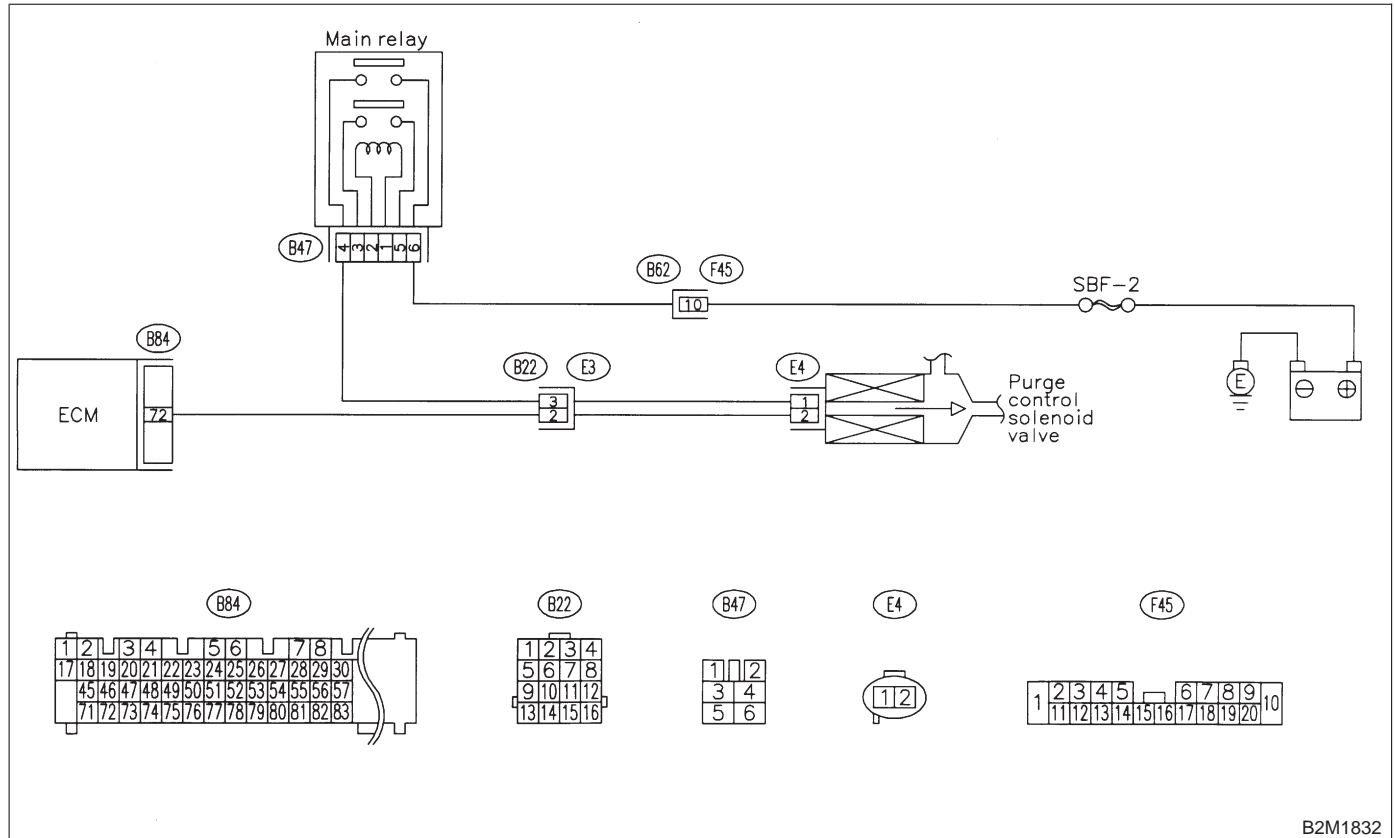 Main relay
B47
4 3 2 1 5 6
B62 F45
10
SBF-2
B84
ECM
72
B22 E3
3
2
E4
1
2
Purge
control
solenoid
valve
E
⊖ ⊕
B84
1 2 3 4 5 6 7 8
17 18 19 20 21 22 23 24 25 26 27 28 29 30
45 46 47 48 49 50 51 52 53 54 55 56 57
71 72 73 74 75 76 77 78 79 80 81 82 83
B22
1 2 3 4
5 6 7 8
9 10 11 12
13 14 15 16
B47
1 2
3 4
5 6
E4
1 2
F45
1 2 3 4 5 6 7 8 9 10
11 12 13 14 15 16 17 18 19 20
B2M1832